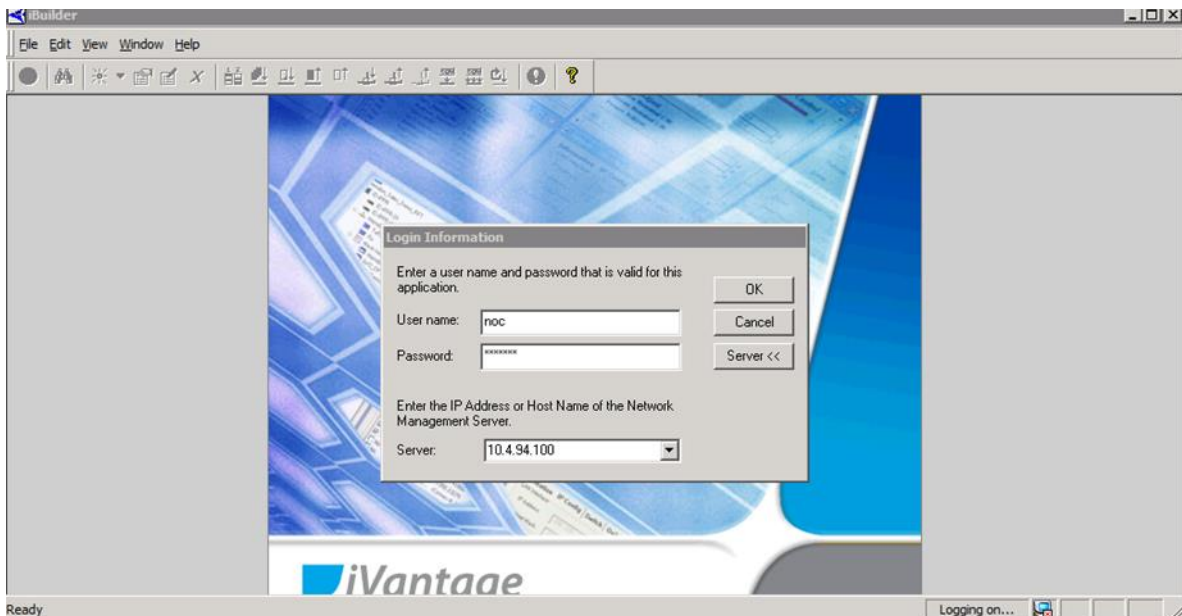 iBuilder
File Edit View Window Help
Login Information
Enter a user name and password that is valid for this
application.
OK
User name: noc
Cancel
Password: *******
Server <<
Enter the IP Address or Host Name of the Network
Management Server.
Server: 10.4.94.100
iVantage
Ready
Logging on...